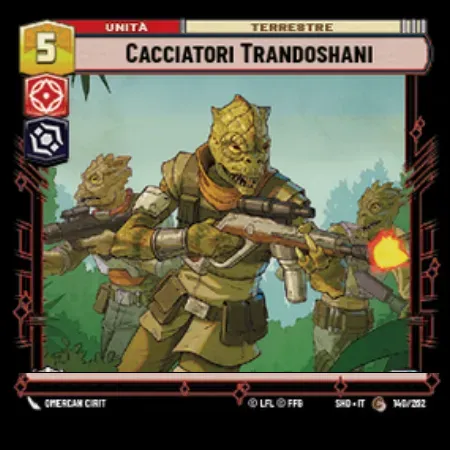 5
UNITÀ
TERRESTRE
CACCIATORI TRANDOSHANI
OMERCAN CIRIT
Ⓒ LFL Ⓒ FFG
SHD • IT
C
140/262